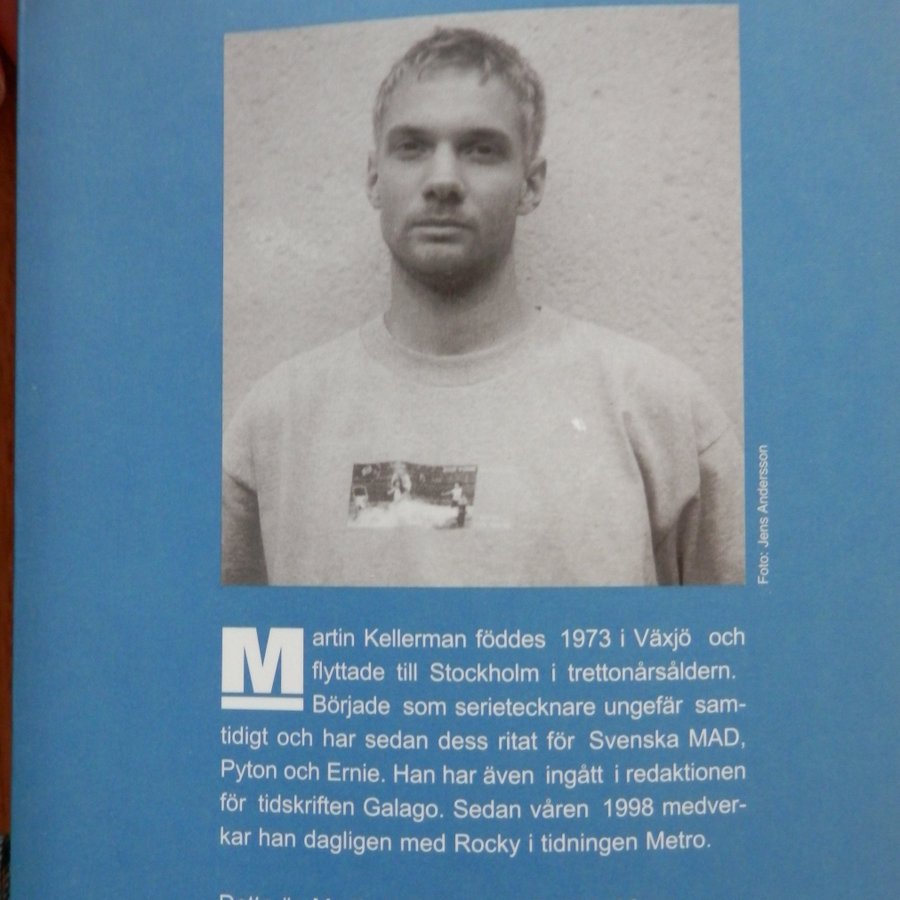 Foto: Jens Andersson
Martin Kellerman föddes 1973 i Växjö och
flyttade till Stockholm i trettonårsåldern.
Började som serietecknare ungefär sam-
tidigt och har sedan dess ritat för Svenska MAD,
Pyton och Ernie. Han har även ingått i redaktionen
för tidskriften Galago. Sedan våren 1998 medver-
kar han dagligen med Rocky i tidningen Metro.